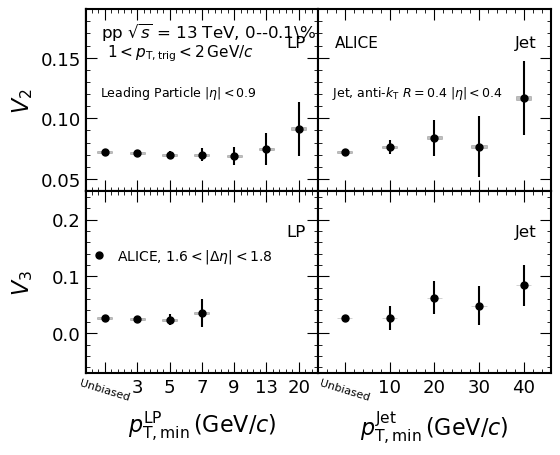 pp √s = 13 TeV, 0--0.1\%
LP
1 < p_T,trig < 2 GeV/c
Leading Particle |η| < 0.9
ALICE
Jet
Jet, anti-k_T R = 0.4 |η| < 0.4
V_2
0.15
0.10
0.05
LP
ALICE, 1.6 < |Δη| < 1.8
Jet
V_3
0.2
0.1
0.0
Unbiased 3 5 7 9 13 20
Unbiased 10 20 30 40
p_T,min^LP (GeV/c)
p_T,min^Jet (GeV/c)